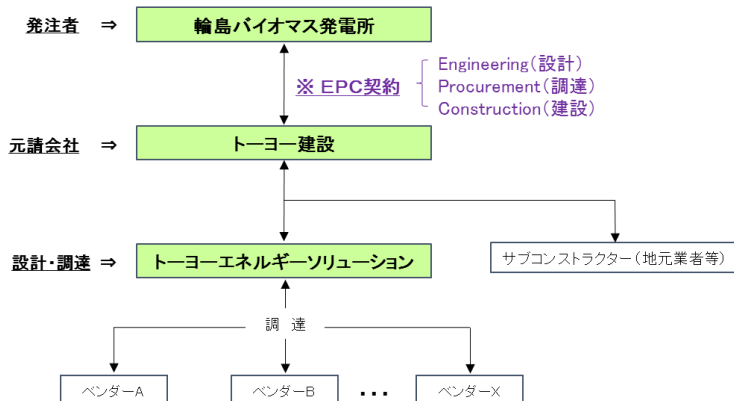 発注者 ⇒ 輪島バイオマス発電所
※ EPC契約
Engineering(設計)
Procurement(調達)
Construction(建設)
元請会社 ⇒ トーヨー建設
設計・調達 ⇒ トーヨーエネルギーソリューション
サブコンストラクター(地元業者等)
調 達
ベンダーA ベンダーB ・・・ ベンダーX